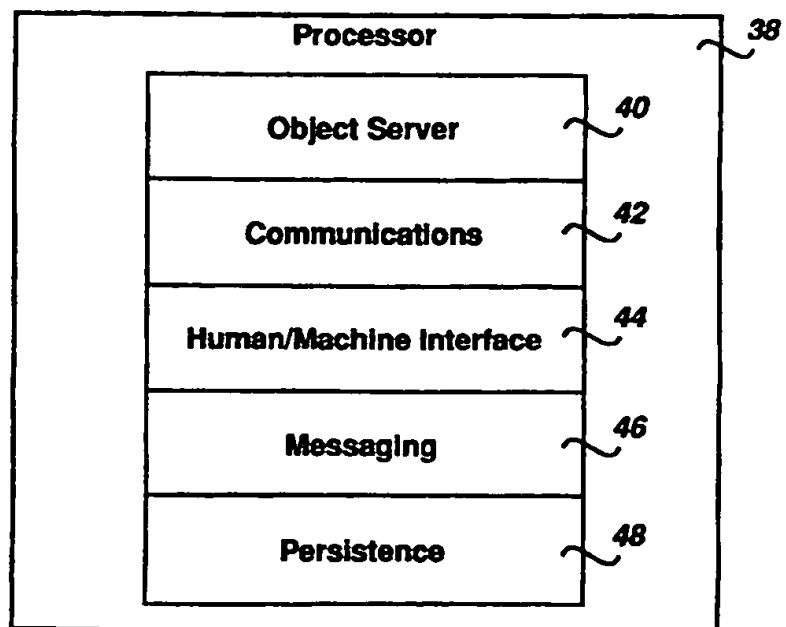 Processor 38
Object Server 40
Communications 42
Human/Machine Interface 44
Messaging 46
Persistence 48